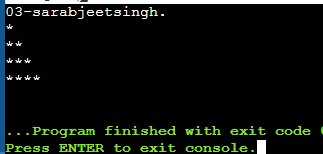 03-sarabjeetsingh.
*
**
***
****
...Program finished with exit code
Press ENTER to exit console.